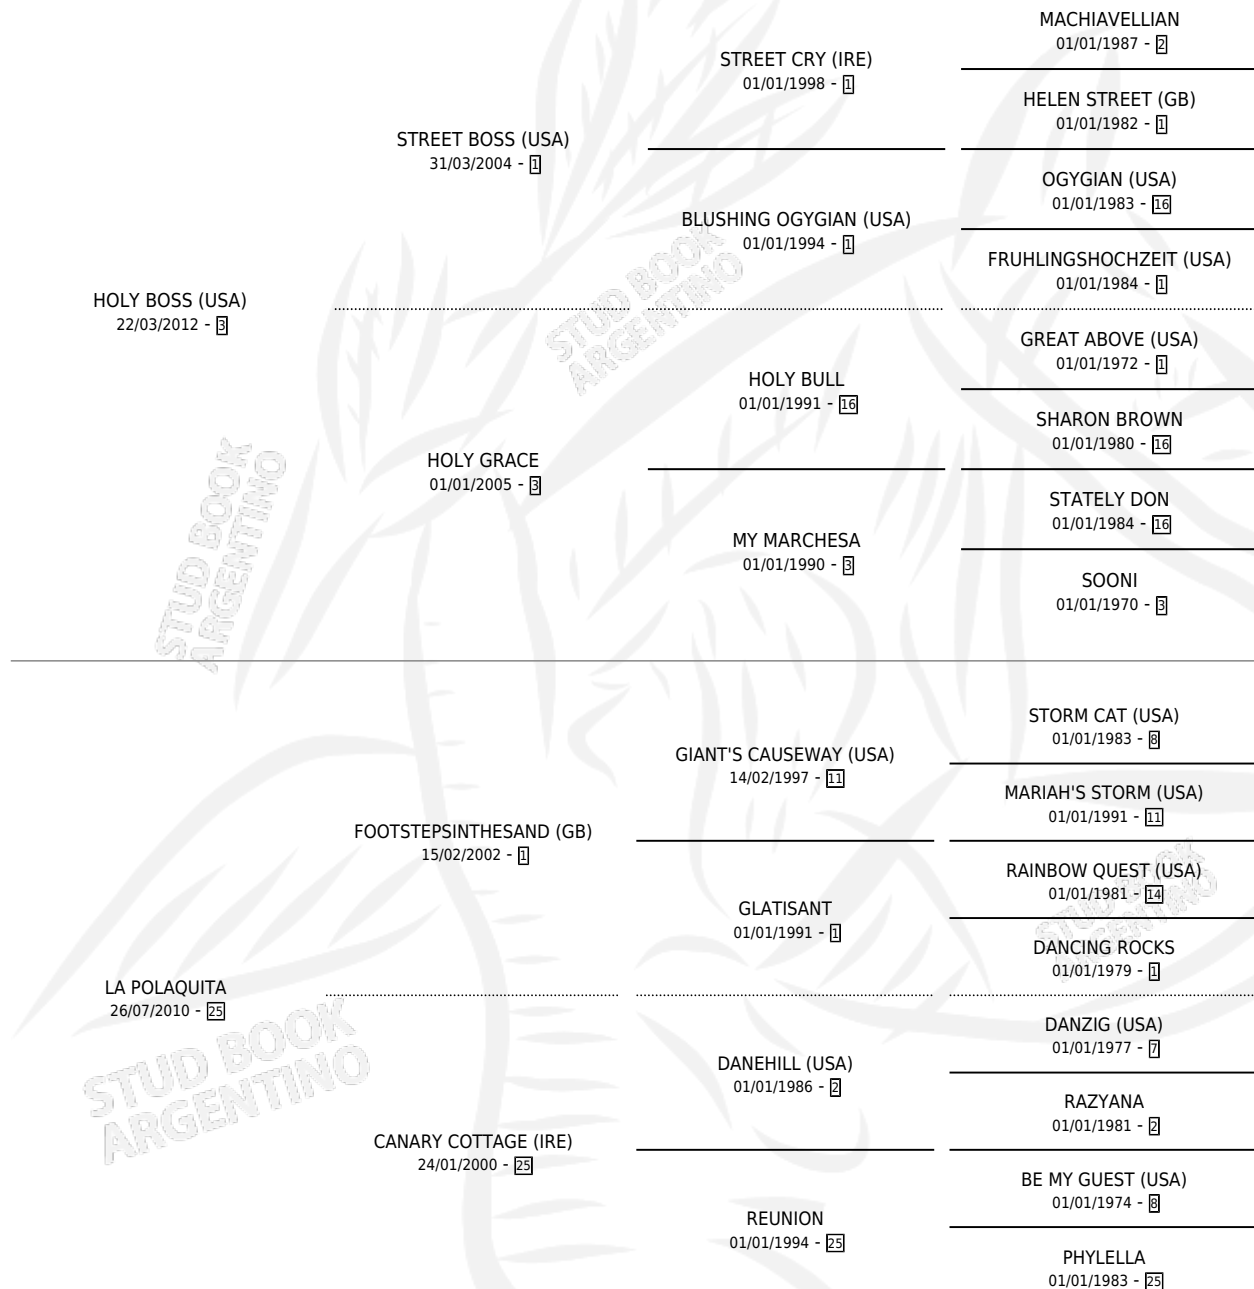 MACHIAVELLIAN
01/01/1987 - 2
STREET CRY (IRE)
01/01/1998 - 1
HELEN STREET (GB)
01/01/1982 - 1
STREET BOSS (USA)
31/03/2004 - 1
OGYGIAN (USA)
01/01/1983 - 16
BLUSHING OGYGIAN (USA)
01/01/1994 - 1
FRUHLINGSHOCHZEIT (USA)
01/01/1984 - 1
HOLY BOSS (USA)
22/03/2012 - 3
STUD BOOK
ARGENTINO
GREAT ABOVE (USA)
01/01/1972 - 1
HOLY BULL
01/01/1991 - 16
SHARON BROWN
01/01/1980 - 16
HOLY GRACE
01/01/2005 - 3
STATELY DON
01/01/1984 - 16
MY MARCHESA
01/01/1990 - 3
SOONI
01/01/1970 - 3
STUD BOOK
ARGENTINO
STORM CAT (USA)
01/01/1983 - 8
GIANT'S CAUSEWAY (USA)
14/02/1997 - 11
MARIAH'S STORM (USA)
01/01/1991 - 11
FOOTSTEPSINTHESAND (GB)
15/02/2002 - 1
RAINBOW QUEST (USA)
01/01/1981 - 14
GLATISANT
01/01/1991 - 1
DANCING ROCKS
01/01/1979 - 1
STUD BOOK
ARGENTINO
LA POLAQUITA
26/07/2010 - 25
DANZIG (USA)
01/01/1977 - 7
DANEHILL (USA)
01/01/1986 - 2
RAZYANA
01/01/1981 - 2
CANARY COTTAGE (IRE)
24/01/2000 - 25
BE MY GUEST (USA)
01/01/1974 - 8
REUNION
01/01/1994 - 25
PHYLELLA
01/01/1983 - 25
STUD BOOK
ARGENTINO